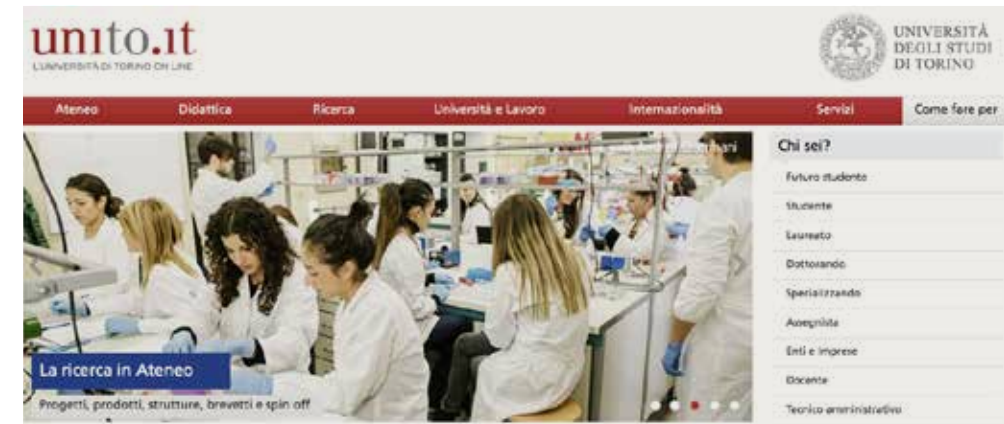 unito.it
L'UNIVERSITÀ DI TORINO ON LINE
UNIVERSITÀ
DEGLI STUDI
DI TORINO
Ateneo Didattica Ricerca Università e Lavoro Internazionalità Servizi Come fare per
Chi sei?
Futuro studente
Studente
Laureato
Dottorando
Specializzando
Assegnista
Enti e imprese
Docente
Tecnico amministrativo
La ricerca in Ateneo
Progetti, prodotti, strutture, brevetti e spin off